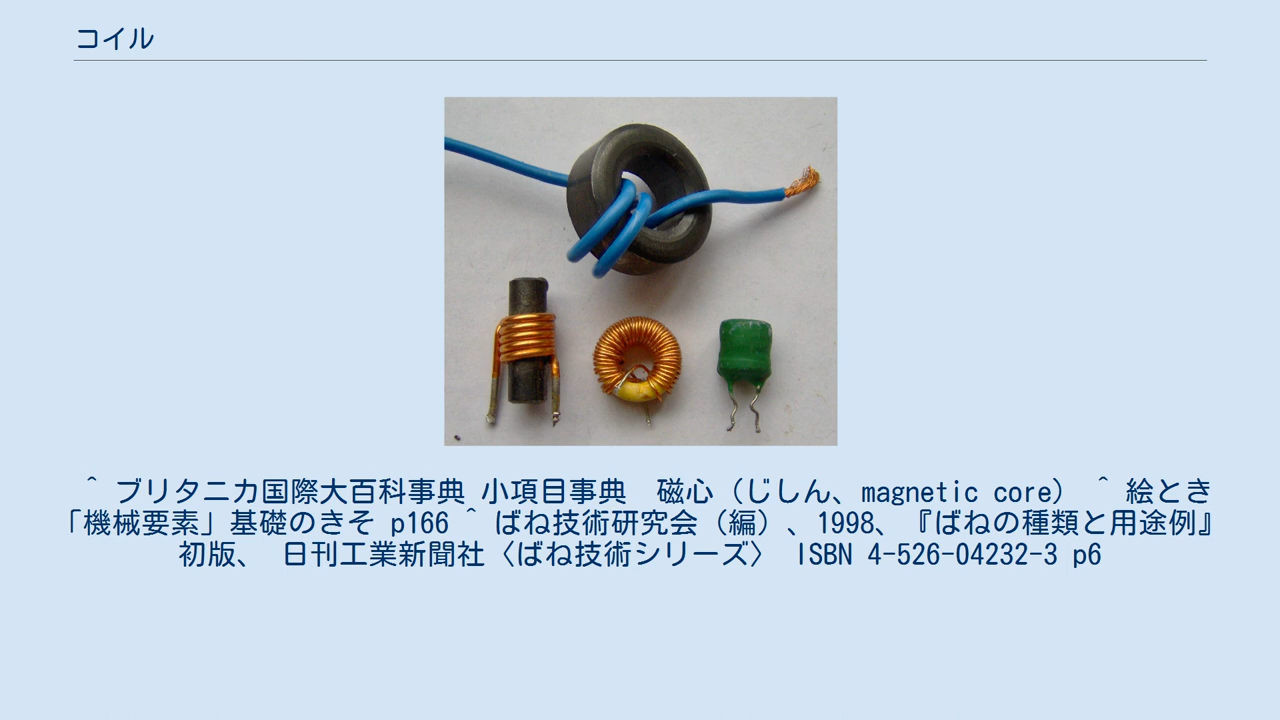 コイル
^ ブリタニカ国際大百科事典 小項目事典　磁心（じしん、magnetic core） ^ 絵とき
「機械要素」基礎のきそ p166 ^ ばね技術研究会（編）、1998、『ばねの種類と用途例』
初版、 日刊工業新聞社〈ばね技術シリーズ〉 ISBN 4-526-04232-3 p6